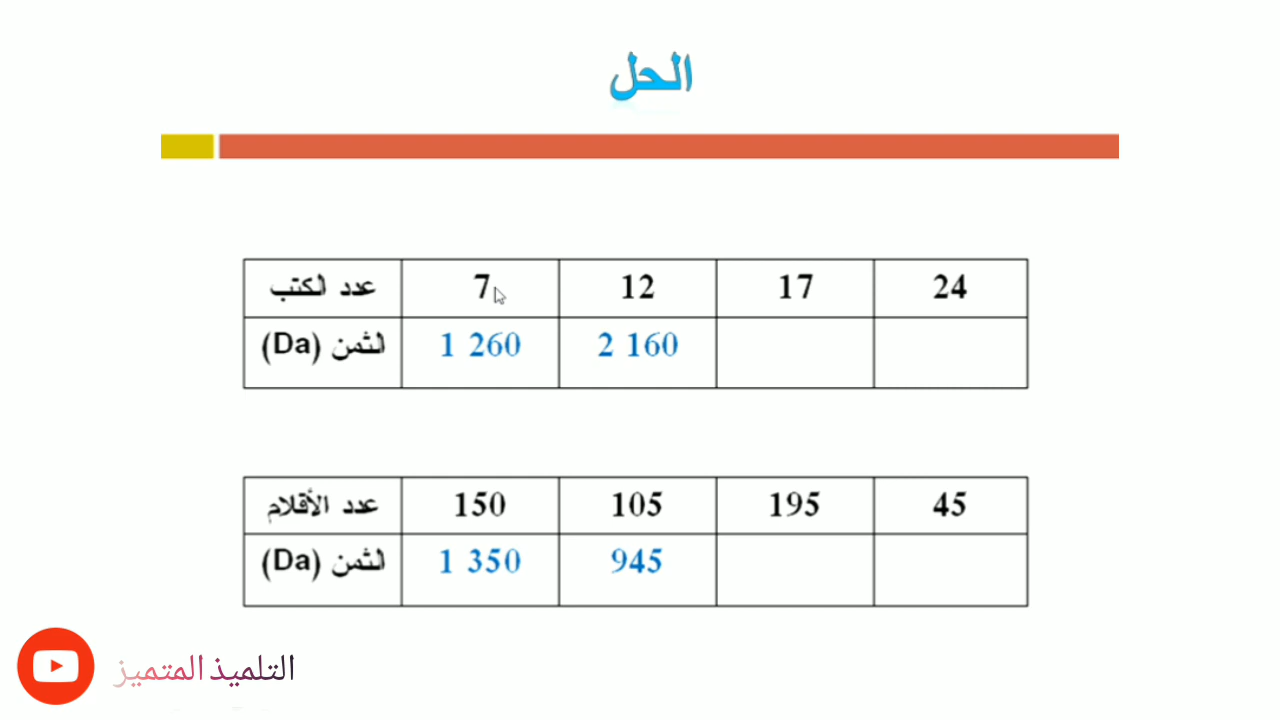 الحل
عدد الكتب 7 12 17 24
الثمن (Da) 1 260 2 160
عدد الأقلام 150 105 195 45
الثمن (Da) 1 350 945
التلميذ المتميز